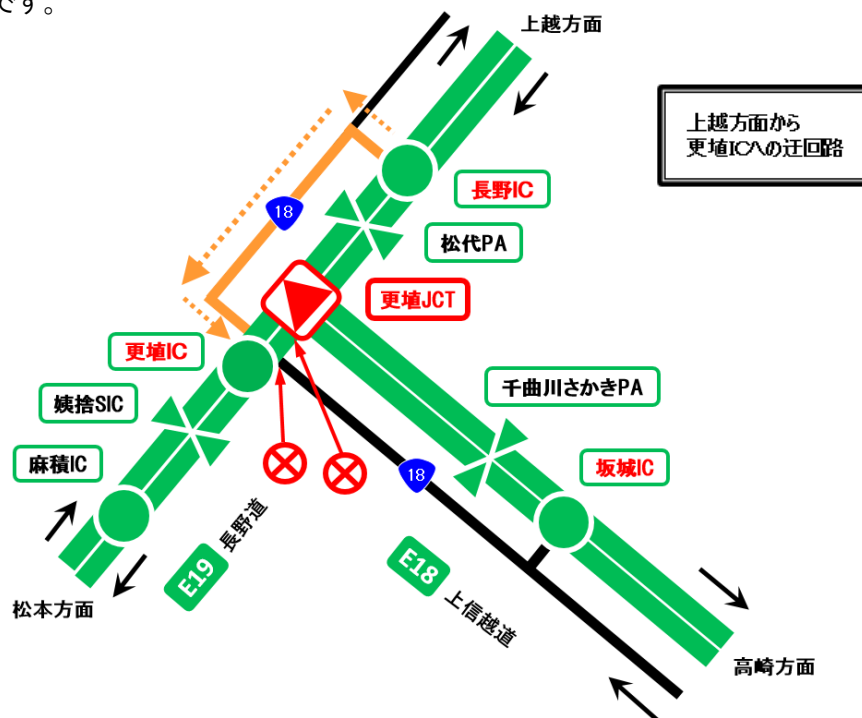 です。
上越方面
上越方面から
更埴ICへの迂回路
長野IC
18
松代PA
更埴JCT
更埴IC
千曲川さかきPA
姨捨SIC
麻績IC
坂城IC
18
長野道
E19
E18
上信越道
松本方面
高崎方面